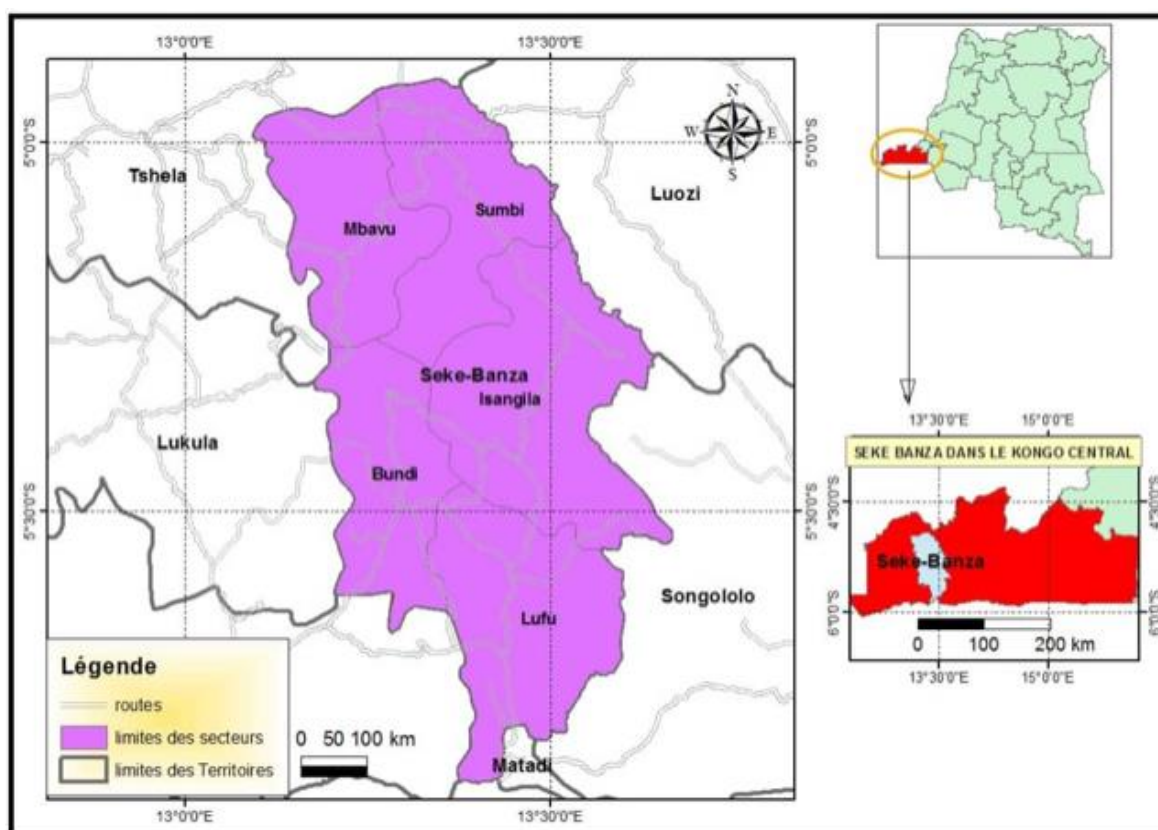 13°0'0"E
13°30'0"E
N
W
E
S
5°0'0"S
5°0'0"S
Tshela
Luozi
Mbavu
Sumbi
Seke-Banza
Isangila
Lukula
Bundi
5°30'0"S
5°30'0"S
Songololo
Lufu
Légende
routes
limites des secteurs
limites des Territoires
0 50 100 km
Matadi
13°0'0"E
13°30'0"E
13°30'0"E
15°0'0"E
SEKE BANZA DANS LE KONGO CENTRAL
4°30'0"S
4°30'0"S
Seke-Banza
6°0'0"S
6°0'0"S
0 100 200 km
13°30'0"E
15°0'0"E